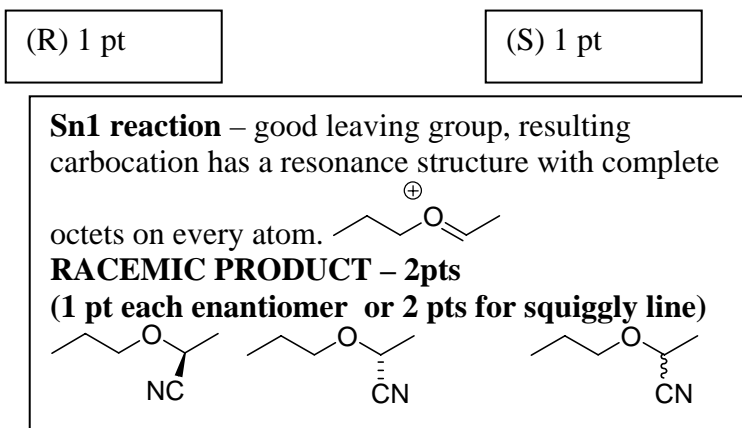 (R) 1 pt
(S) 1 pt
Sn1 reaction – good leaving group, resulting
carbocation has a resonance structure with complete
⊕
octets on every atom. O
RACEMIC PRODUCT – 2pts
(1 pt each enantiomer or 2 pts for squiggly line)
O O O
NC CN CN